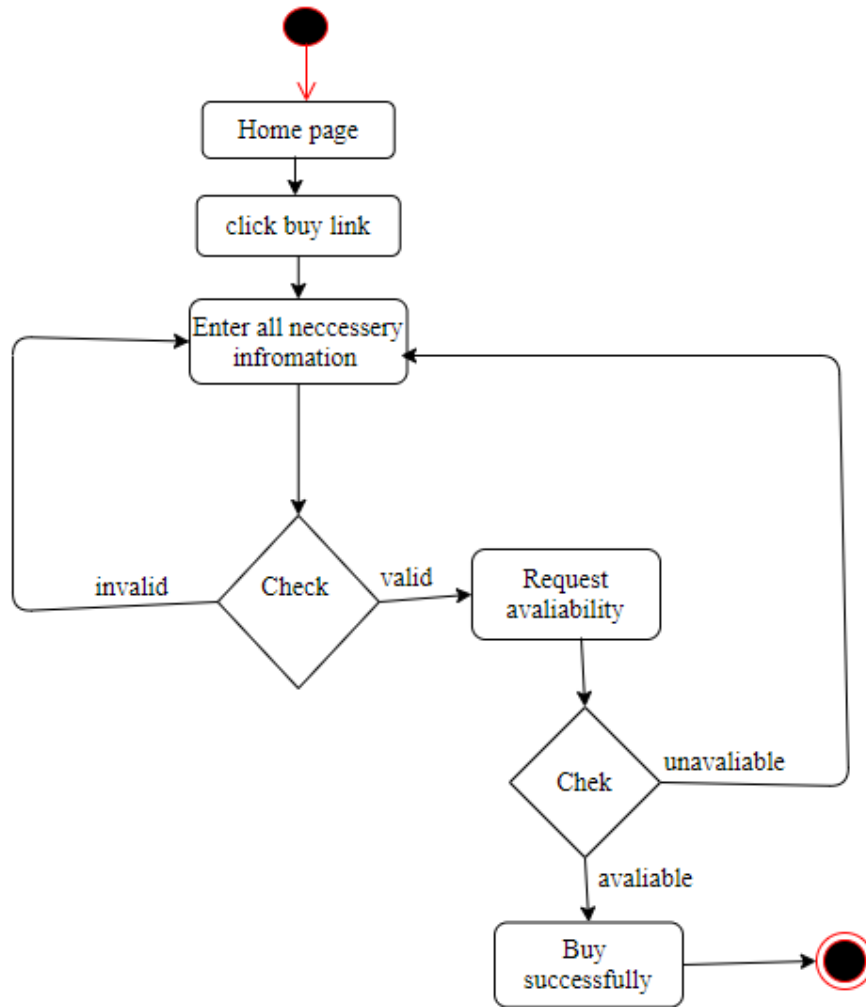 Home page
click buy link
Enter all neccessery
infromation
invalid
Check
valid
Request
avaliability
Chek
unavaliable
avaliable
Buy
successfully